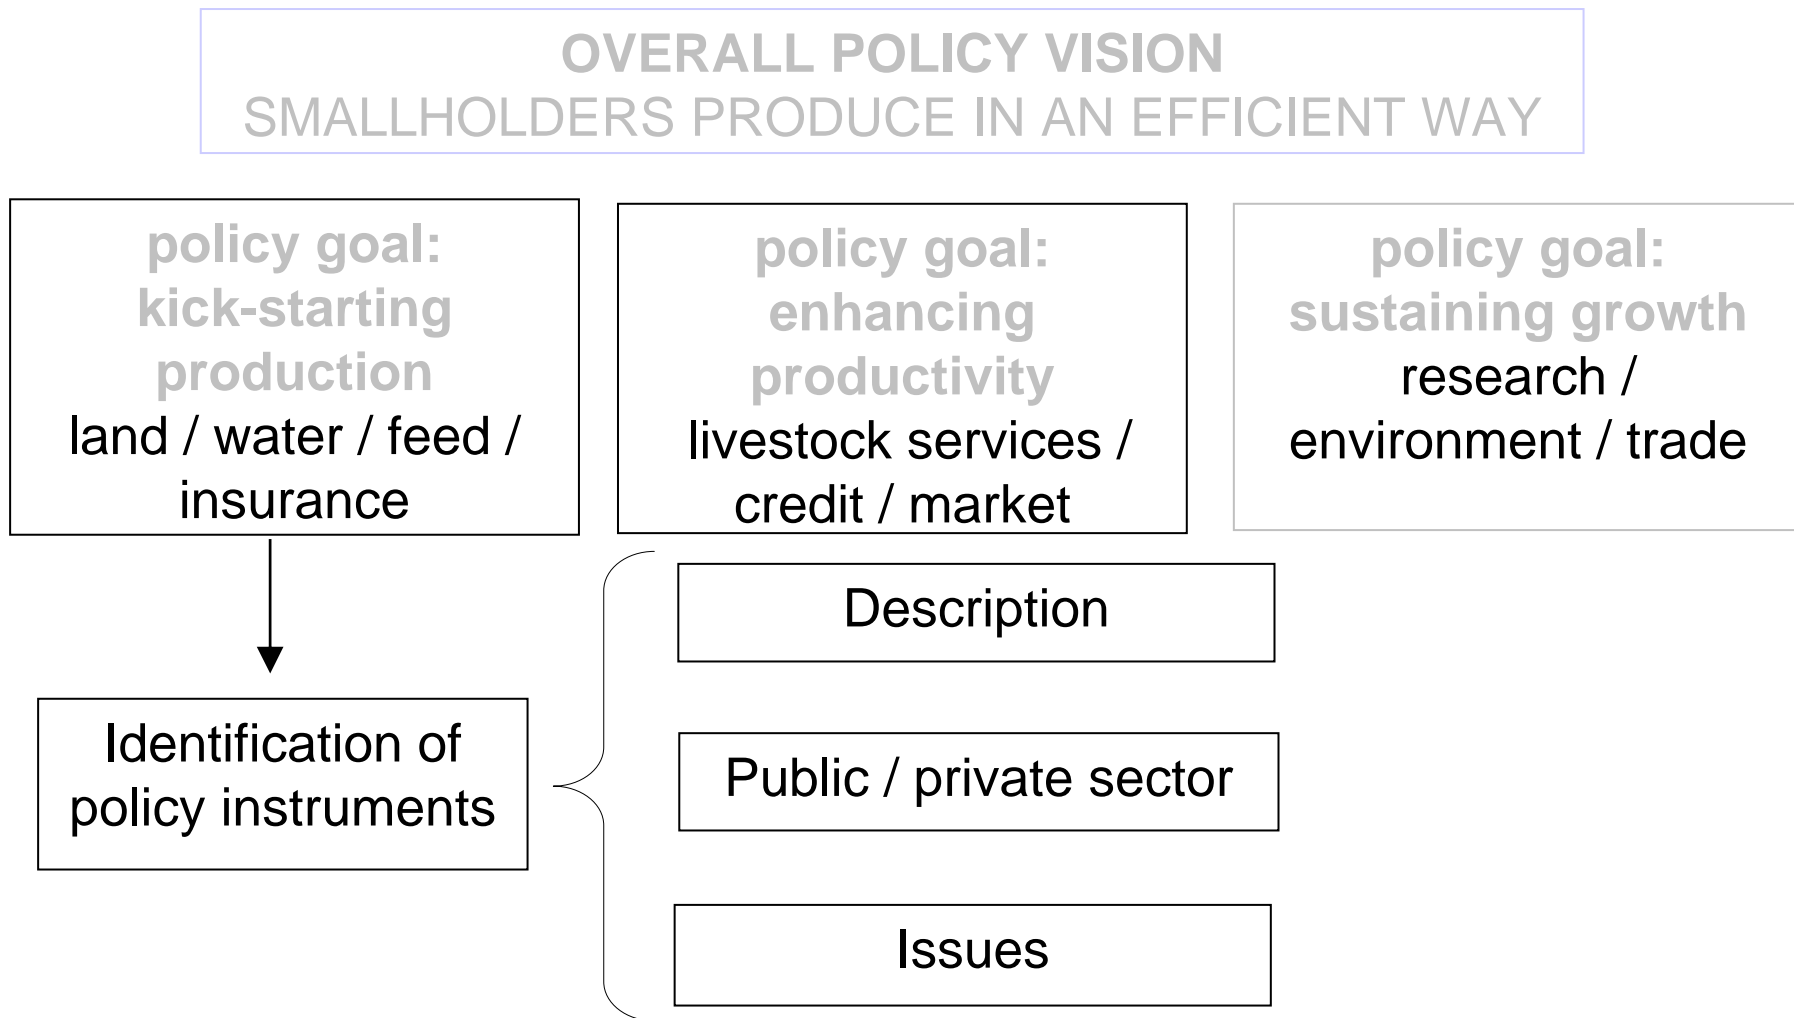 OVERALL POLICY VISION
SMALLHOLDERS PRODUCE IN AN EFFICIENT WAY
policy goal:
kick-starting
production
land / water / feed /
insurance
policy goal:
enhancing
productivity
livestock services /
credit / market
policy goal:
sustaining growth
research /
environment / trade
Identification of
policy instruments
Description
Public / private sector
Issues